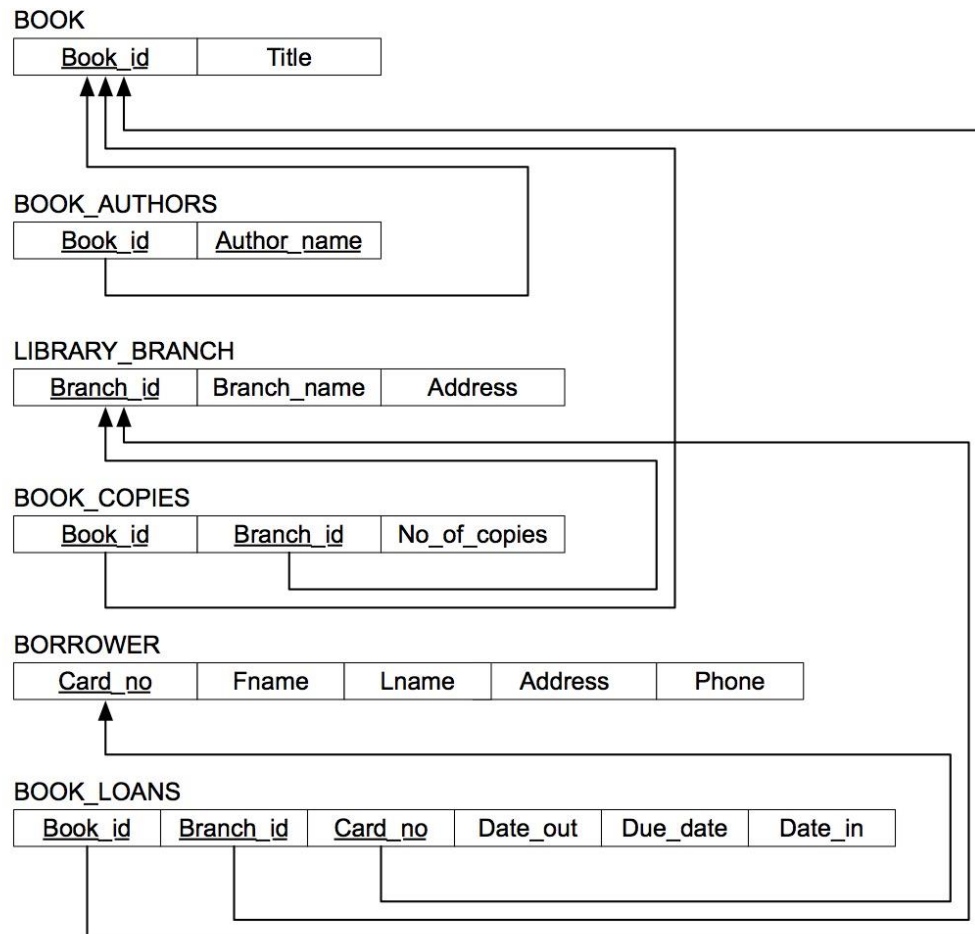 BOOK
Book_id Title
BOOK_AUTHORS
Book_id Author_name
LIBRARY_BRANCH
Branch_id Branch_name Address
BOOK_COPIES
Book_id Branch_id No_of_copies
BORROWER
Card_no Fname Lname Address Phone
BOOK_LOANS
Book_id Branch_id Card_no Date_out Due_date Date_in